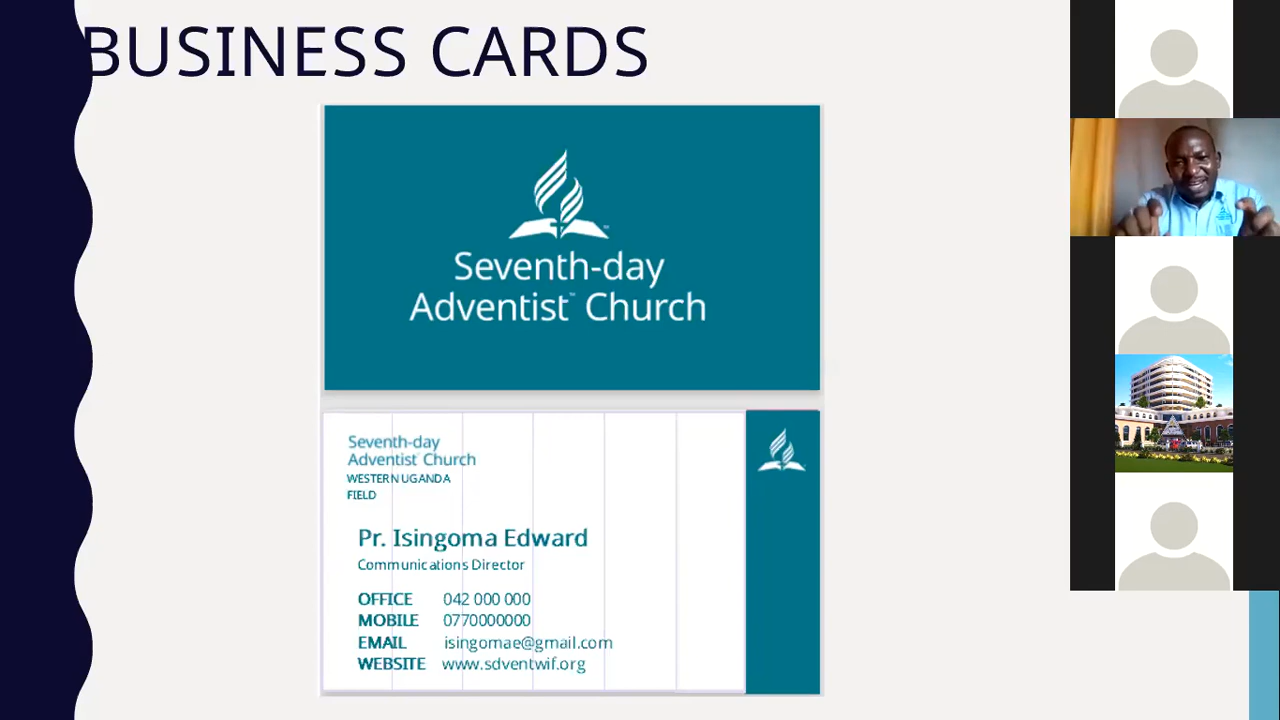 BUSINESS CARDS
Seventh-day
Adventist™ Church
Seventh-day
Adventist Church
WESTERN UGANDA
FIELD
Pr. Isingoma Edward
Communications Director
OFFICE 042 000 000
MOBILE 0770000000
EMAIL isingomae@gmail.com
WEBSITE www.sdventwif.org